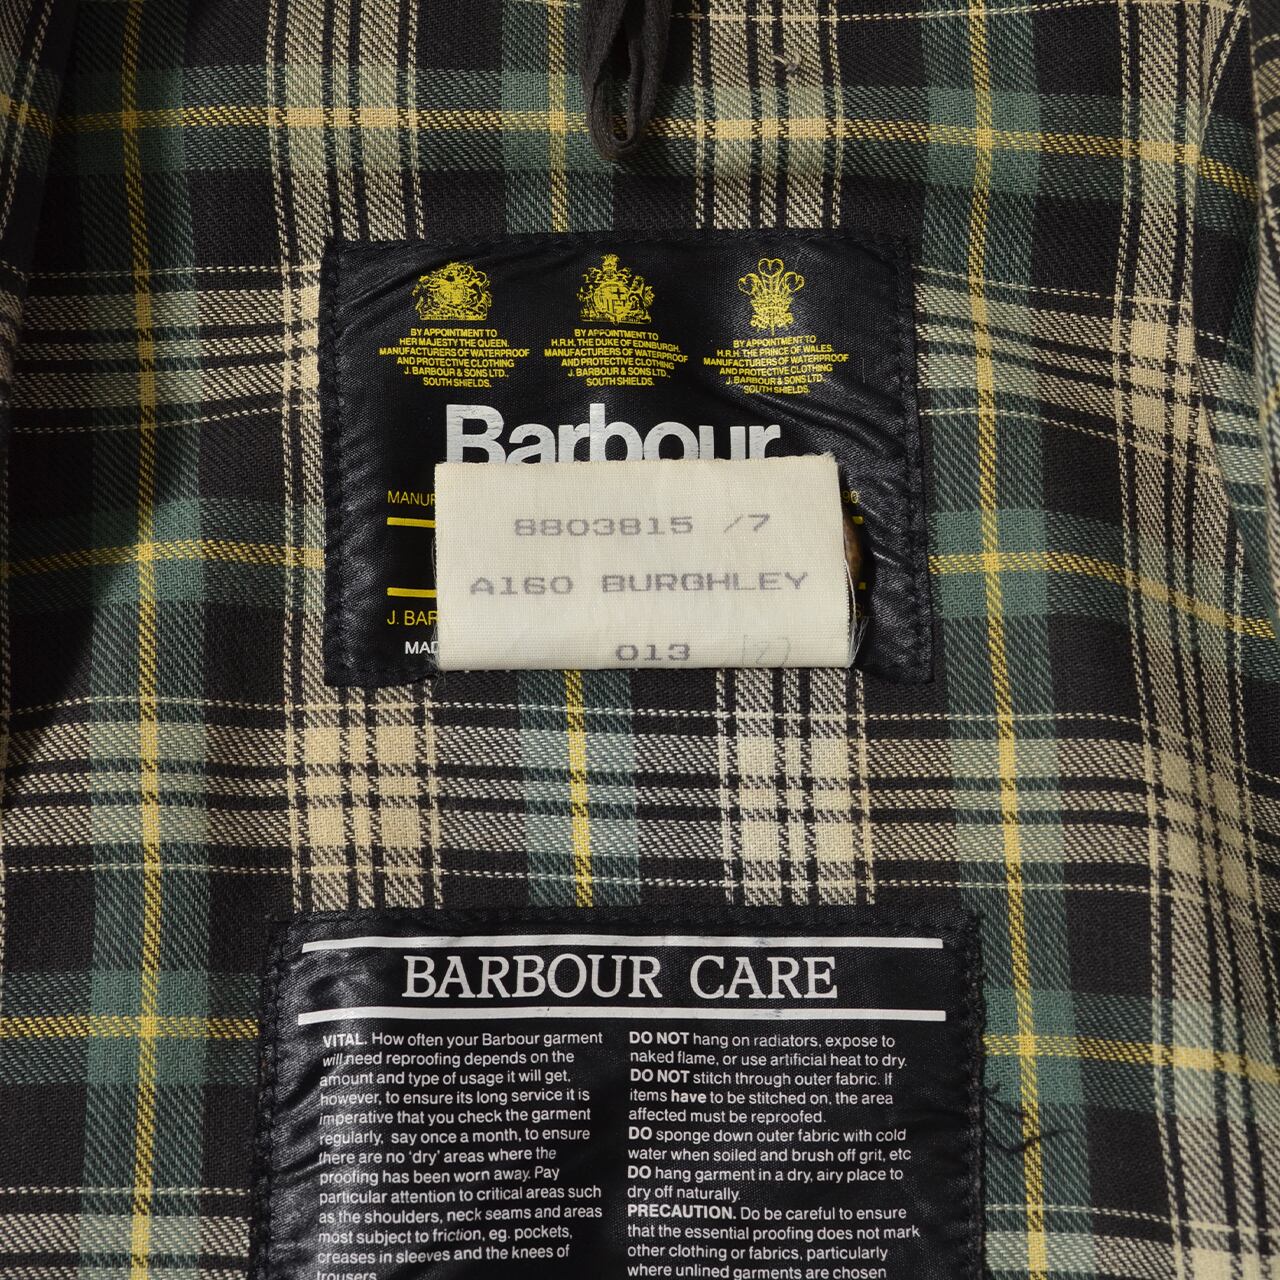 BY APPOINTMENT TO
HER MAJESTY THE QUEEN.
MANUFACTURERS OF WATERPROOF
AND PROTECTIVE CLOTHING
J. BARBOUR & SONS LTD.,
SOUTH SHIELDS.
BY APPOINTMENT TO
H.R.H. THE DUKE OF EDINBURGH.
MANUFACTURERS OF WATERPROOF
AND PROTECTIVE CLOTHING
J. BARBOUR & SONS LTD.,
SOUTH SHIELDS.
BY APPOINTMENT TO
H.R.H. THE PRINCE OF WALES.
MANUFACTURERS OF WATERPROOF
AND PROTECTIVE CLOTHING
J. BARBOUR & SONS LTD.,
SOUTH SHIELDS.
Barbour
MANUF
90
8803815 /7
A160 BURGHLEY
J. BAR
MAD
013
BARBOUR CARE
VITAL. How often your Barbour garment
will need reproofing depends on the
amount and type of usage it will get,
however, to ensure its long service it is
imperative that you check the garment
regularly, say once a month, to ensure
there are no 'dry' areas where the
proofing has been worn away. Pay
particular attention to critical areas such
as the shoulders, neck seams and areas
most subject to friction, eg. pockets,
creases in sleeves and the knees of
trousers.
DO NOT hang on radiators, expose to
naked flame, or use artificial heat to dry.
DO NOT stitch through outer fabric. If
items have to be stitched on, the area
affected must be reproofed.
DO sponge down outer fabric with cold
water when soiled and brush off grit, etc
DO hang garment in a dry, airy place to
dry off naturally.
PRECAUTION. Do be careful to ensure
that the essential proofing does not mark
other clothing or fabrics, particularly
where unlined garments are chosen